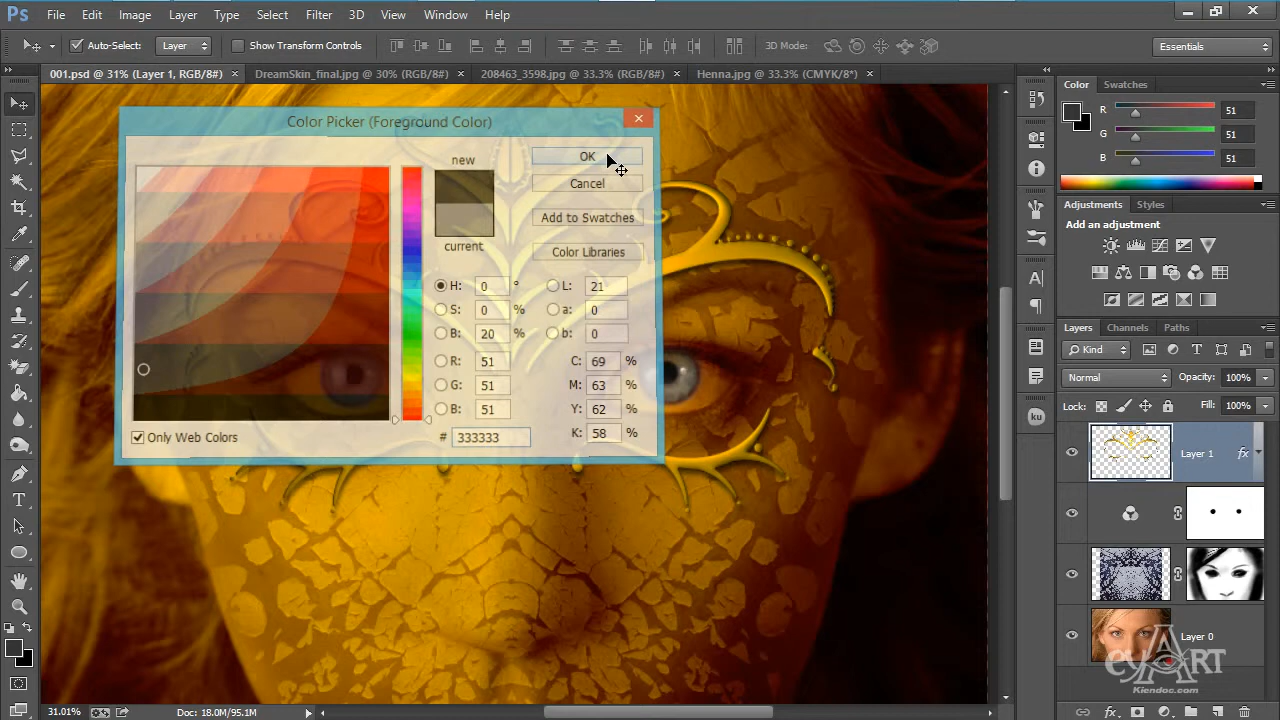 Ps File Edit Image Layer Type Select Filter 3D View Window Help
Auto-Select: Layer Show Transform Controls 3D Mode: Essentials
001.psd @ 31% (Layer 1, RGB/8#) × DreamSkin_final.jpg @ 30% (RGB/8#) × 208463_3598.jpg @ 33.3% (RGB/8#) × Henna.jpg @ 33.3% (CMYK/8*) ×
Color Picker (Foreground Color)
new
current
OK
Cancel
Add to Swatches
Color Libraries
H: 0 °
S: 0 %
B: 20 %
R: 51
G: 51
B: 51
L: 21
a: 0
b: 0
C: 69 %
M: 63 %
Y: 62 %
K: 58 %
Only Web Colors
# 333333
Color Swatches
R 51
G 51
B 51
Adjustments Styles
Add an adjustment
Layers Channels Paths
Kind
Normal Opacity: 100%
Lock: Fill: 100%
Layer 1 fx
Layer 0
ku
eyART
Kiendoc.com
31.01% Doc: 18.0M/95.1M
fx